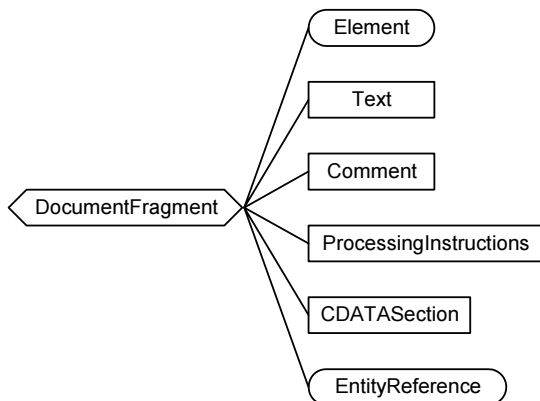 Element
Text
Comment
DocumentFragment
ProcessingInstructions
CDATASection
EntityReference